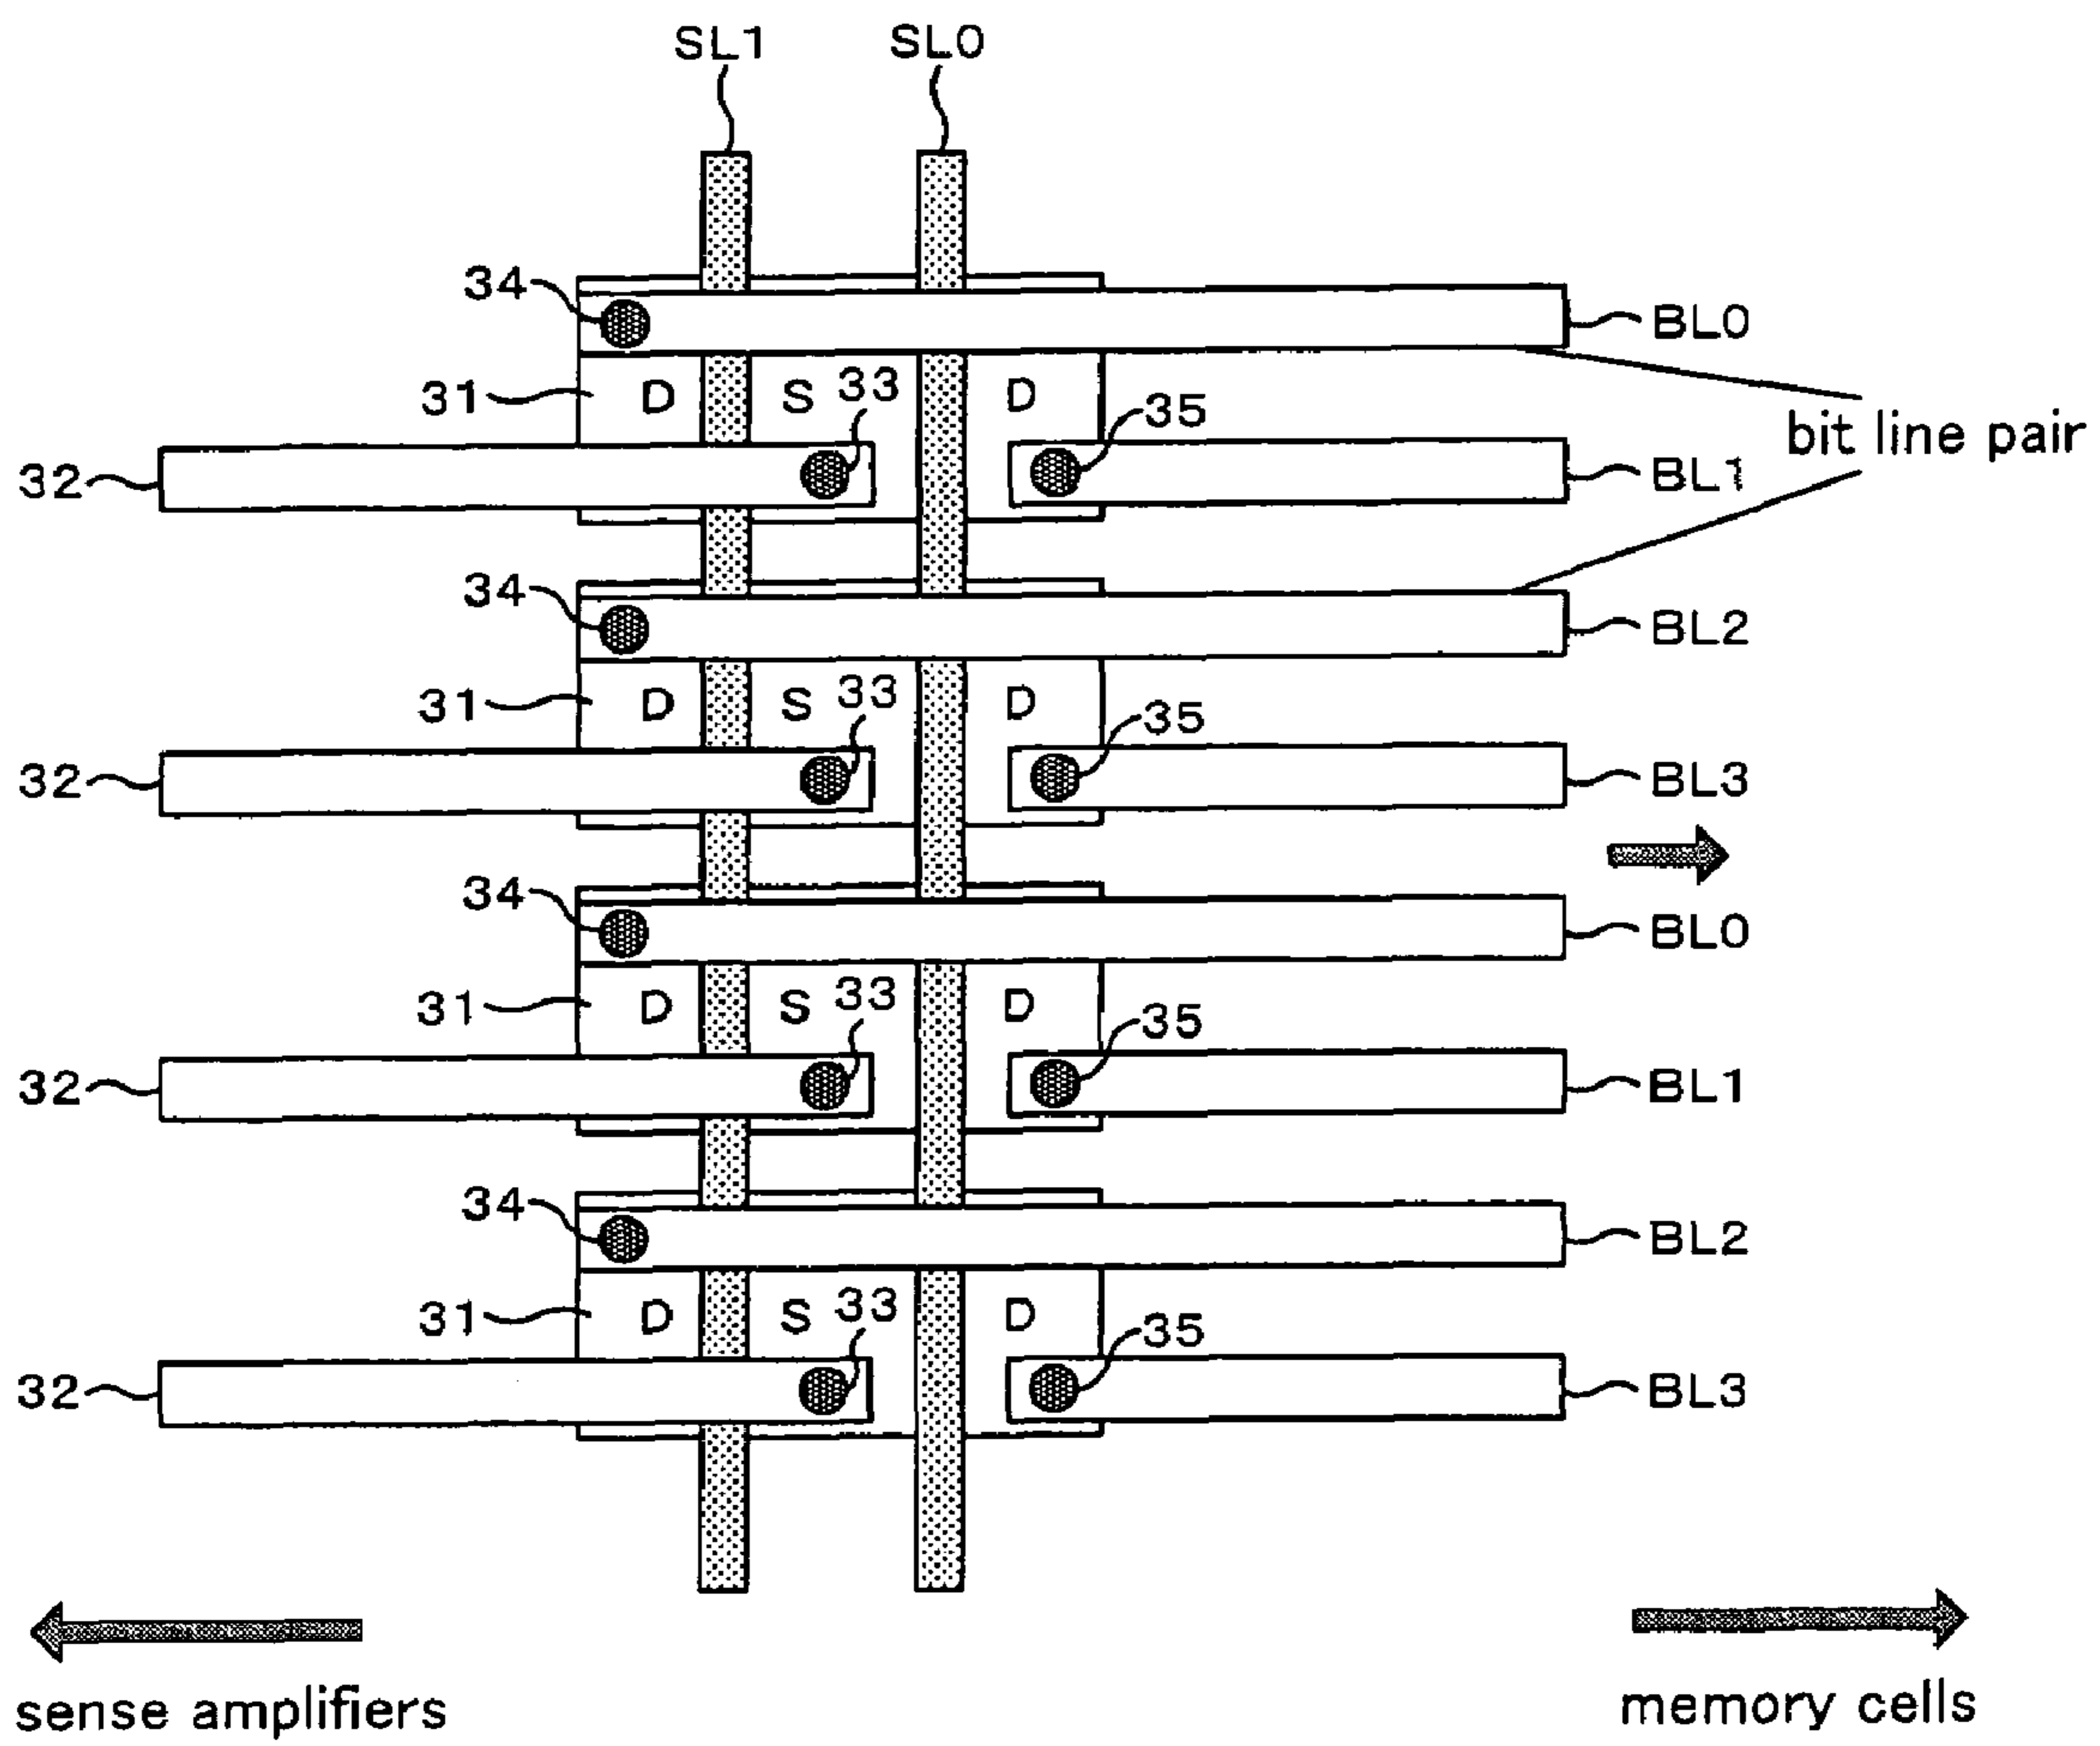 SL1 SL0
34 BL0
31 D S 33 D 35
bit line pair
32 BL1
34 BL2
31 D S 33 D 35
32 BL3
34 BL0
31 D S 33 D 35
32 BL1
34 BL2
31 D S 33 D 35
32 BL3
sense amplifiers memory cells